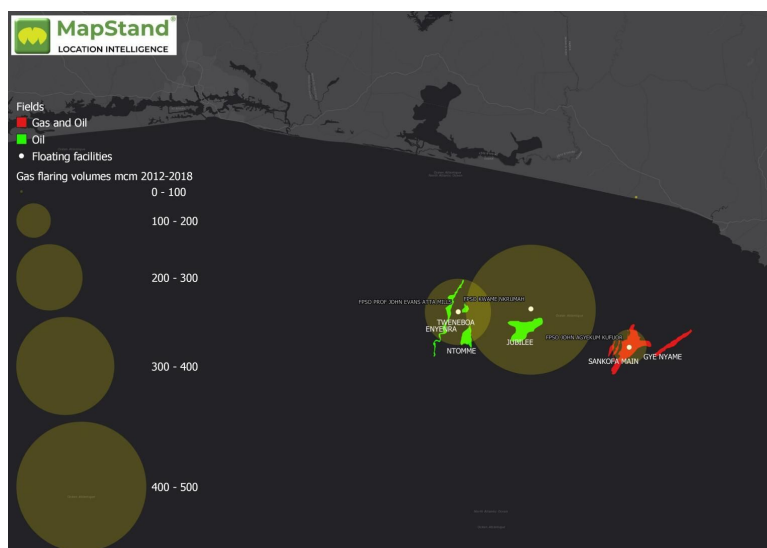 MapStand®
LOCATION INTELLIGENCE
Fields
Gas and Oil
Oil
Floating facilities
Gas flaring volumes mcm 2012-2018
0 - 100
100 - 200
200 - 300
300 - 400
400 - 500
FPSO PROF JOHN EVANS ATTA MILLS
FPSO KWAME NKRUMAH
TWENEBOA
ENYENRA
NTOMME
JUBILEE
FPSO JOHN AGYEKUM KUFUOR
SANKOFA MAIN
GYE NYAME